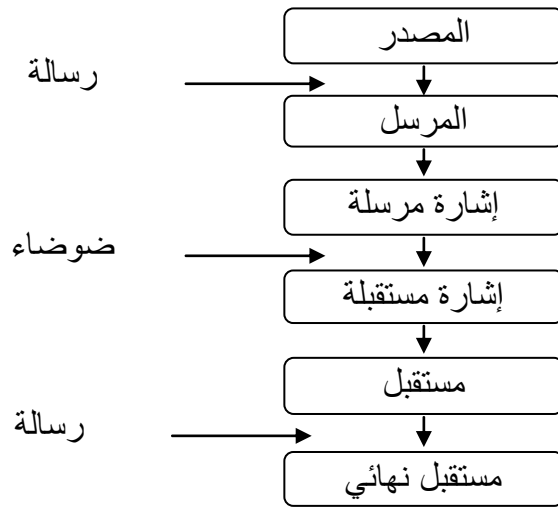 المصدر
رسالة
المرسل
إشارة مرسلة
ضوضاء
إشارة مستقبلة
مستقبل
رسالة
مستقبل نهائي